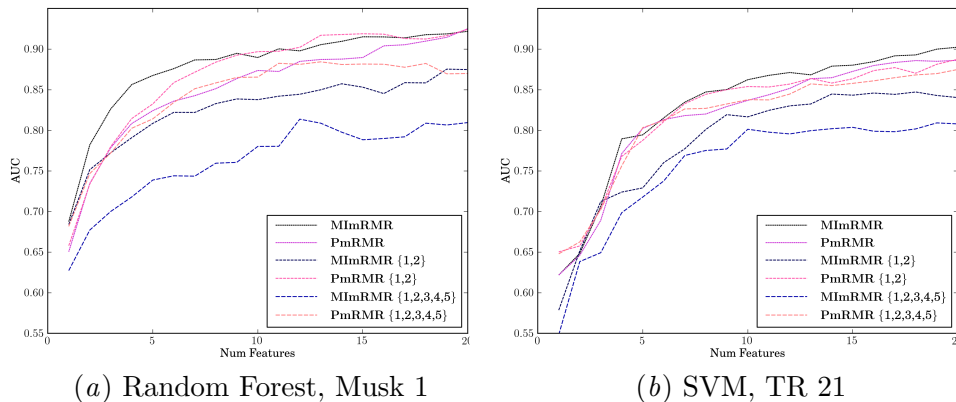 0.90
0.85
0.80
0.75
0.70
0.65
0.60
0.55
AUC
0
5
10
15
20
Num Features
MImRMR
PmRMR
MImRMR {1,2}
PmRMR {1,2}
MImRMR {1,2,3,4,5}
PmRMR {1,2,3,4,5}
(a) Random Forest, Musk 1
0.90
0.85
0.80
0.75
0.70
0.65
0.60
0.55
AUC
0
5
10
15
20
Num Features
MImRMR
PmRMR
MImRMR {1,2}
PmRMR {1,2}
MImRMR {1,2,3,4,5}
PmRMR {1,2,3,4,5}
(b) SVM, TR 21